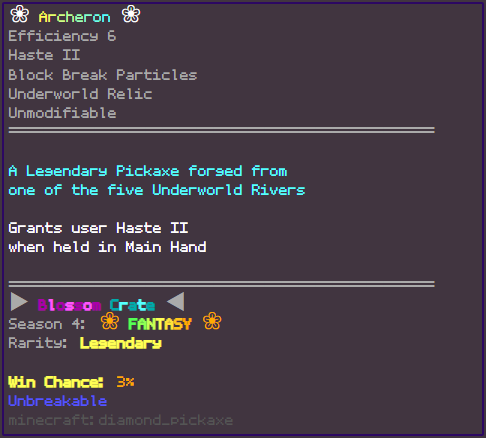 ❀ Archeron ❀
Efficiency 6
Haste II
Block Break Particles
Underworld Relic
Unmodifiable
A Legendary Pickaxe forged from
one of the five Underworld Rivers
Grants user Haste II
when held in Main Hand
▶ Blossom Crate ◀
Season 4: ❀ FANTASY ❀
Rarity: Legendary
Win Chance: 3%
Unbreakable
minecraft:diamond_pickaxe